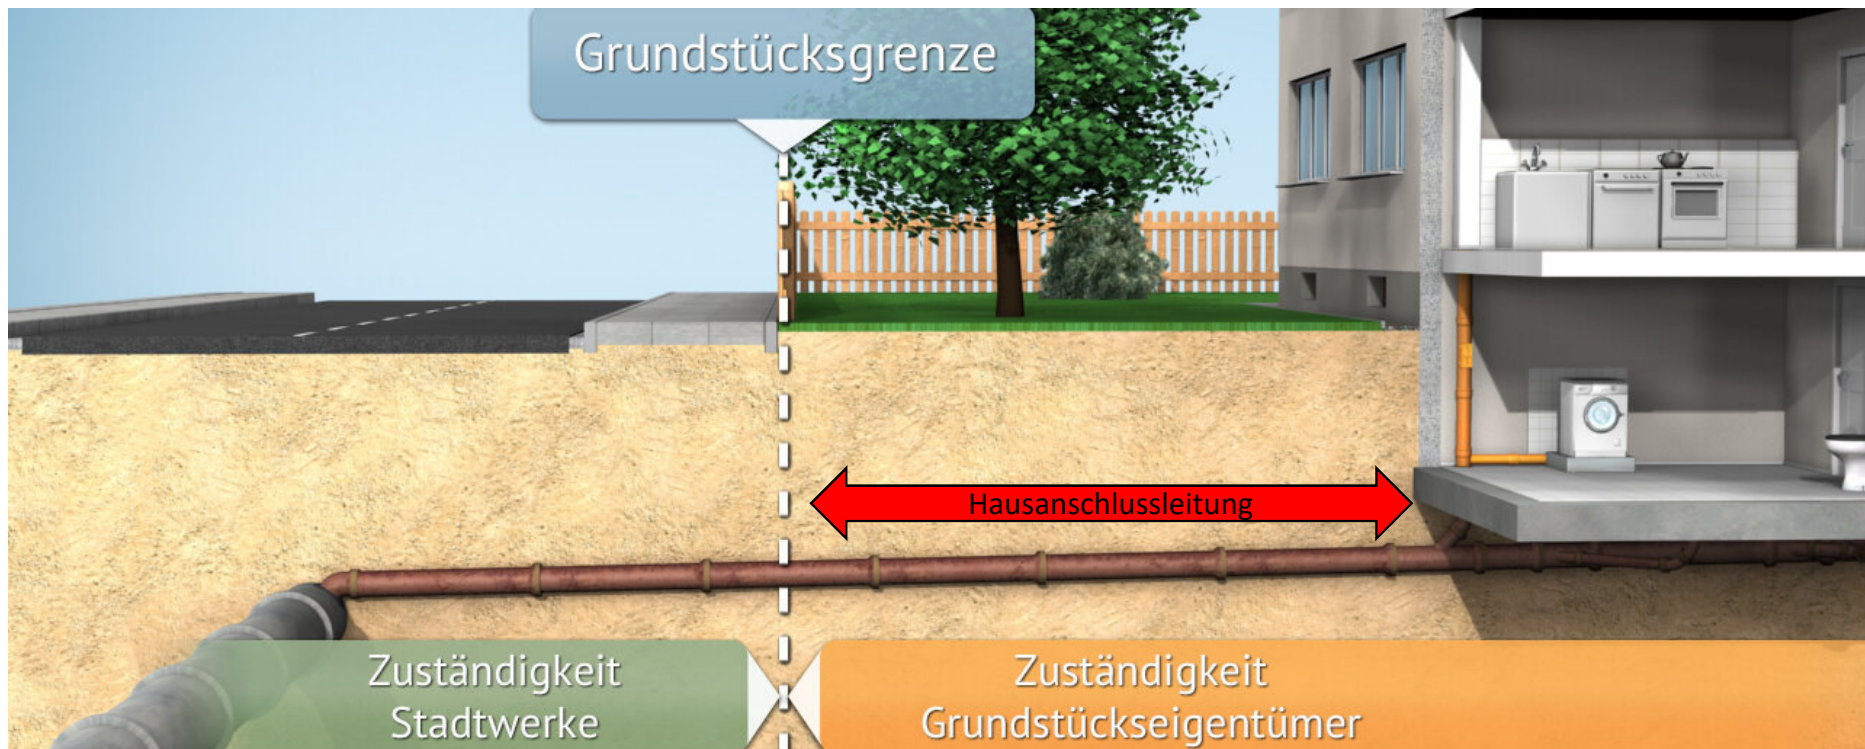 Grundstücksgrenze
Hausanschlussleitung
Zuständigkeit
Stadtwerke
Zuständigkeit
Grundstückseigentümer